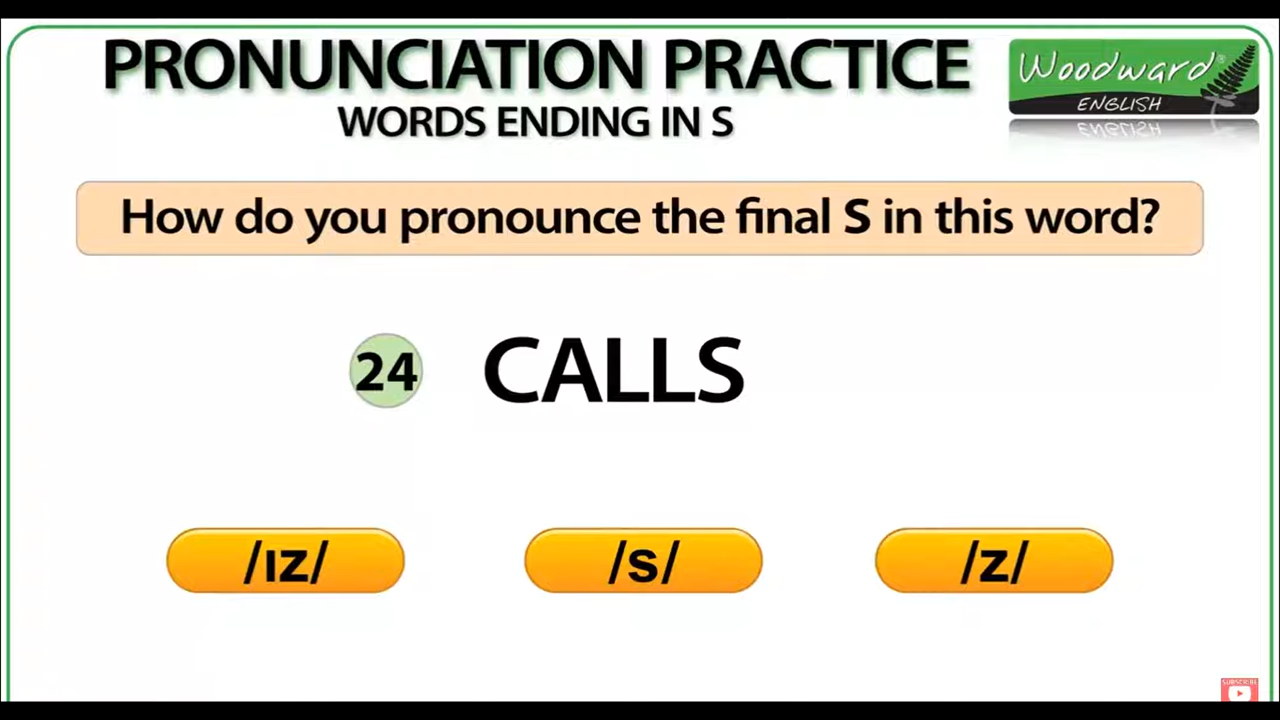 PRONUNCIATION PRACTICE
WORDS ENDING IN S
Woodward®
ENGLISH
How do you pronounce the final S in this word?
24 CALLS
/ɪz/ /s/ /z/
SUBSCRIBE